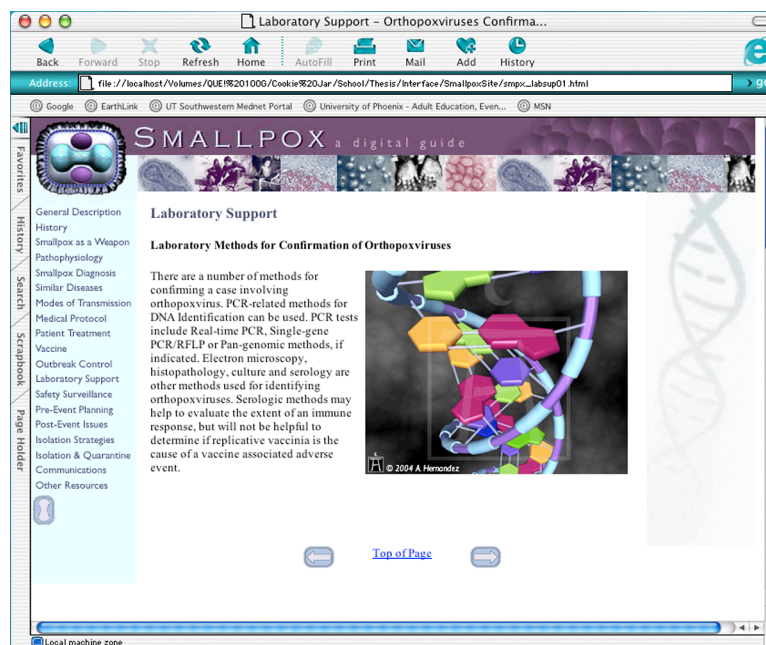 Laboratory Support – Orthopoxviruses Confirma...
Back Forward Stop Refresh Home AutoFill Print Mail Add History
Address: file://localhost/Volumes/QUE!%20100G/Cookie%20Jar/School/Thesis/Interface/SmallpoxSite/smpx_labsup01.html go
Google EarthLink UT Southwestern Mednet Portal University of Phoenix - Adult Education, Even... MSN
Favorites
History
Search
Scrapbook
Page Holder
SMALLPOX a digital guide
General Description
History
Smallpox as a Weapon
Pathophysiology
Smallpox Diagnosis
Similar Diseases
Modes of Transmission
Medical Protocol
Patient Treatment
Vaccine
Outbreak Control
Laboratory Support
Safety Surveillance
Pre-Event Planning
Post-Event Issues
Isolation Strategies
Isolation & Quarantine
Communications
Other Resources
Laboratory Support
Laboratory Methods for Confirmation of Orthopoxviruses
There are a number of methods for
confirming a case involving
orthopoxvirus. PCR-related methods for
DNA Identification can be used. PCR tests
include Real-time PCR, Single-gene
PCR/RFLP or Pan-genomic methods, if
indicated. Electron microscopy,
histopathology, culture and serology are
other methods used for identifying
orthopoxviruses. Serologic methods may
help to evaluate the extent of an immune
response, but will not be helpful to
determine if replicative vaccinia is the
cause of a vaccine associated adverse
event.
© 2004 A. Hernandez
Top of Page
Local machine zone